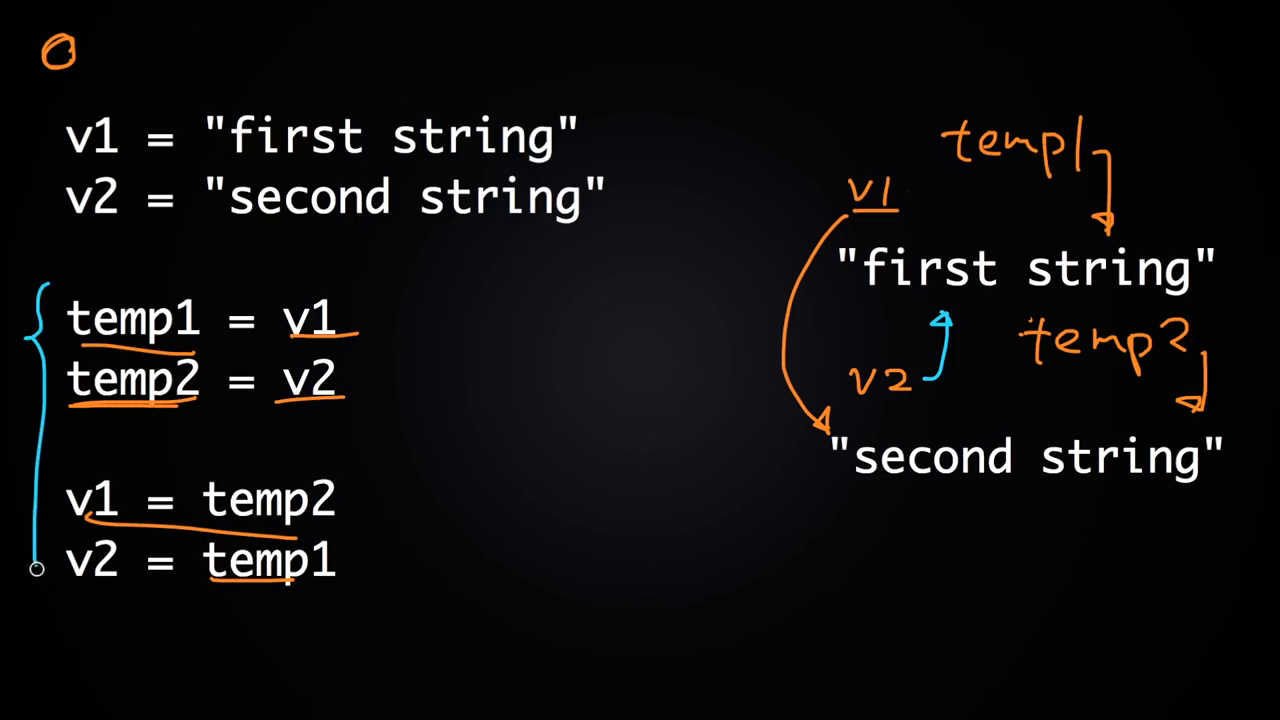 v1 = "first string"
v2 = "second string"
temp1 = v1
temp2 = v2
v1 = temp2
v2 = temp1
temp1
v1
"first string"
temp2
v2
"second string"